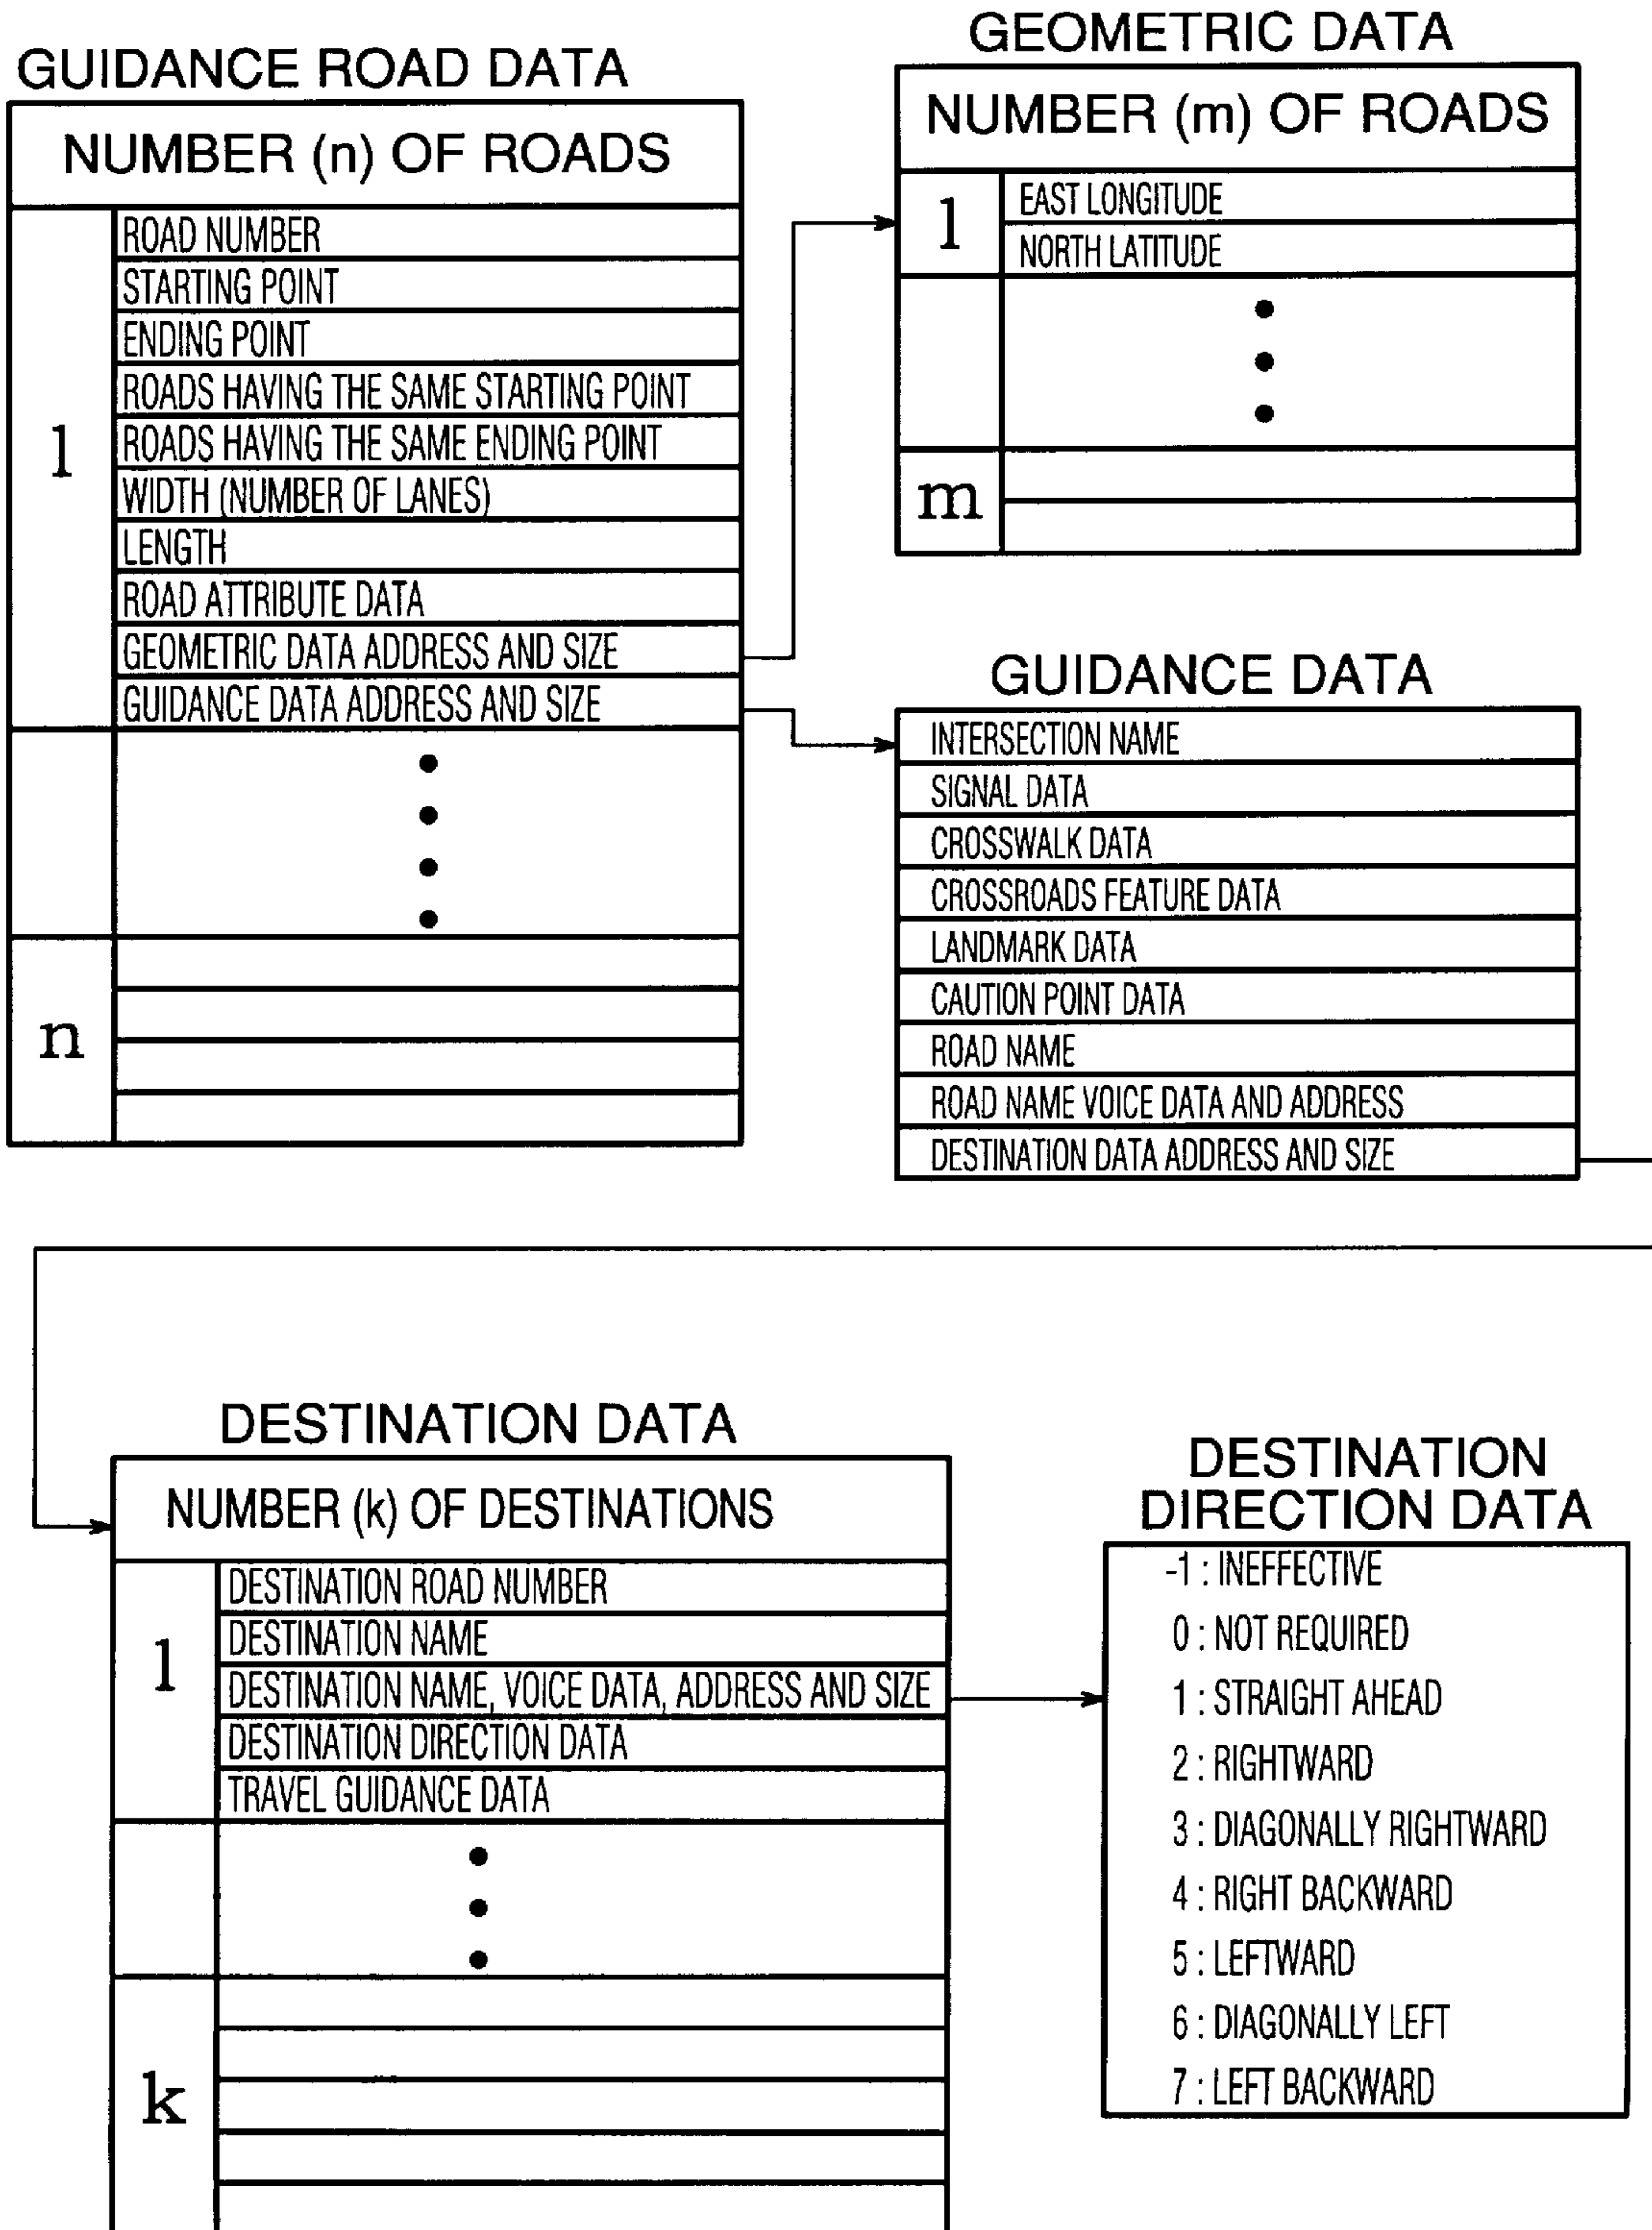 GUIDANCE ROAD DATA
NUMBER (n) OF ROADS
1
ROAD NUMBER
STARTING POINT
ENDING POINT
ROADS HAVING THE SAME STARTING POINT
ROADS HAVING THE SAME ENDING POINT
WIDTH (NUMBER OF LANES)
LENGTH
ROAD ATTRIBUTE DATA
GEOMETRIC DATA ADDRESS AND SIZE
GUIDANCE DATA ADDRESS AND SIZE
n
GEOMETRIC DATA
NUMBER (m) OF ROADS
1
EAST LONGITUDE
NORTH LATITUDE
m
GUIDANCE DATA
INTERSECTION NAME
SIGNAL DATA
CROSSWALK DATA
CROSSROADS FEATURE DATA
LANDMARK DATA
CAUTION POINT DATA
ROAD NAME
ROAD NAME VOICE DATA AND ADDRESS
DESTINATION DATA ADDRESS AND SIZE
DESTINATION DATA
NUMBER (k) OF DESTINATIONS
1
DESTINATION ROAD NUMBER
DESTINATION NAME
DESTINATION NAME, VOICE DATA, ADDRESS AND SIZE
DESTINATION DIRECTION DATA
TRAVEL GUIDANCE DATA
k
DESTINATION
DIRECTION DATA
-1 : INEFFECTIVE
0 : NOT REQUIRED
1 : STRAIGHT AHEAD
2 : RIGHTWARD
3 : DIAGONALLY RIGHTWARD
4 : RIGHT BACKWARD
5 : LEFTWARD
6 : DIAGONALLY LEFT
7 : LEFT BACKWARD